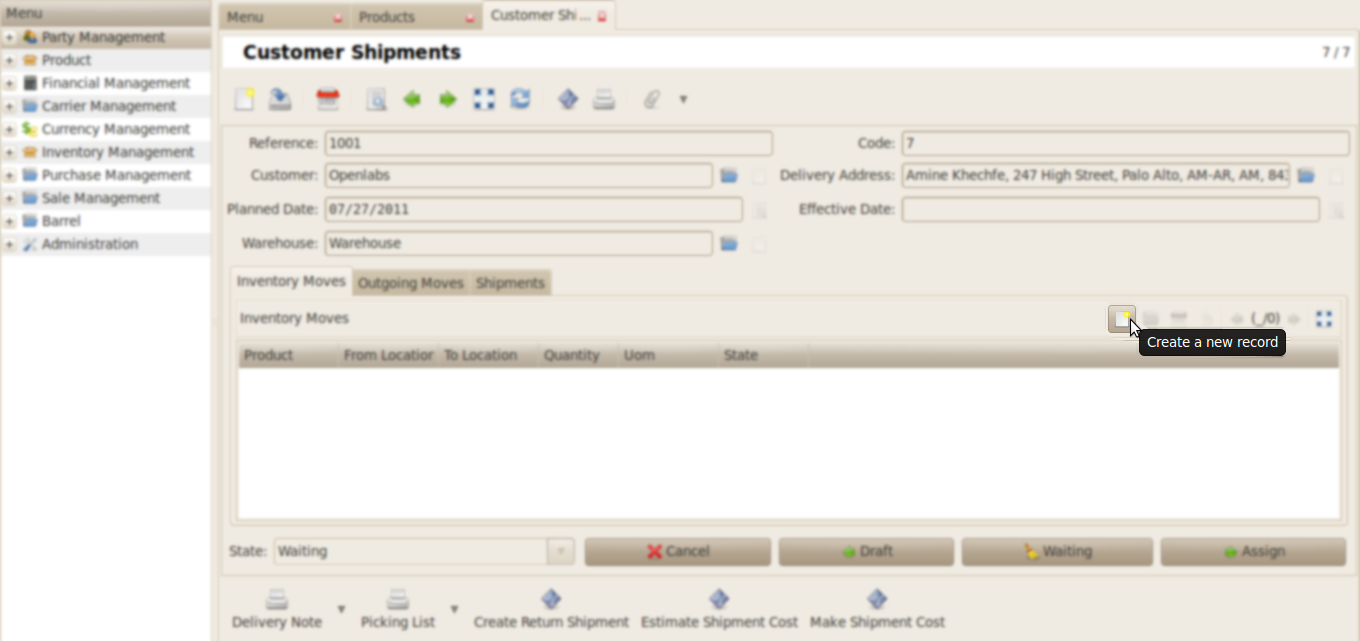 Menu
Party Management
Product
Financial Management
Carrier Management
Currency Management
Inventory Management
Purchase Management
Sale Management
Barrel
Administration
Menu Products Customer Shi ...
Customer Shipments 7 / 7
Reference: 1001 Code: 7
Customer: Openlabs Delivery Address: Amine Khechfe, 247 High Street, Palo Alto, AM-AR, AM, 843
Planned Date: 07/27/2011 Effective Date:
Warehouse: Warehouse
Inventory Moves Outgoing Moves Shipments
Inventory Moves (_/0)
Create a new record
Product From Location To Location Quantity Uom State
State: Waiting Cancel Draft Waiting Assign
Delivery Note Picking List Create Return Shipment Estimate Shipment Cost Make Shipment Cost